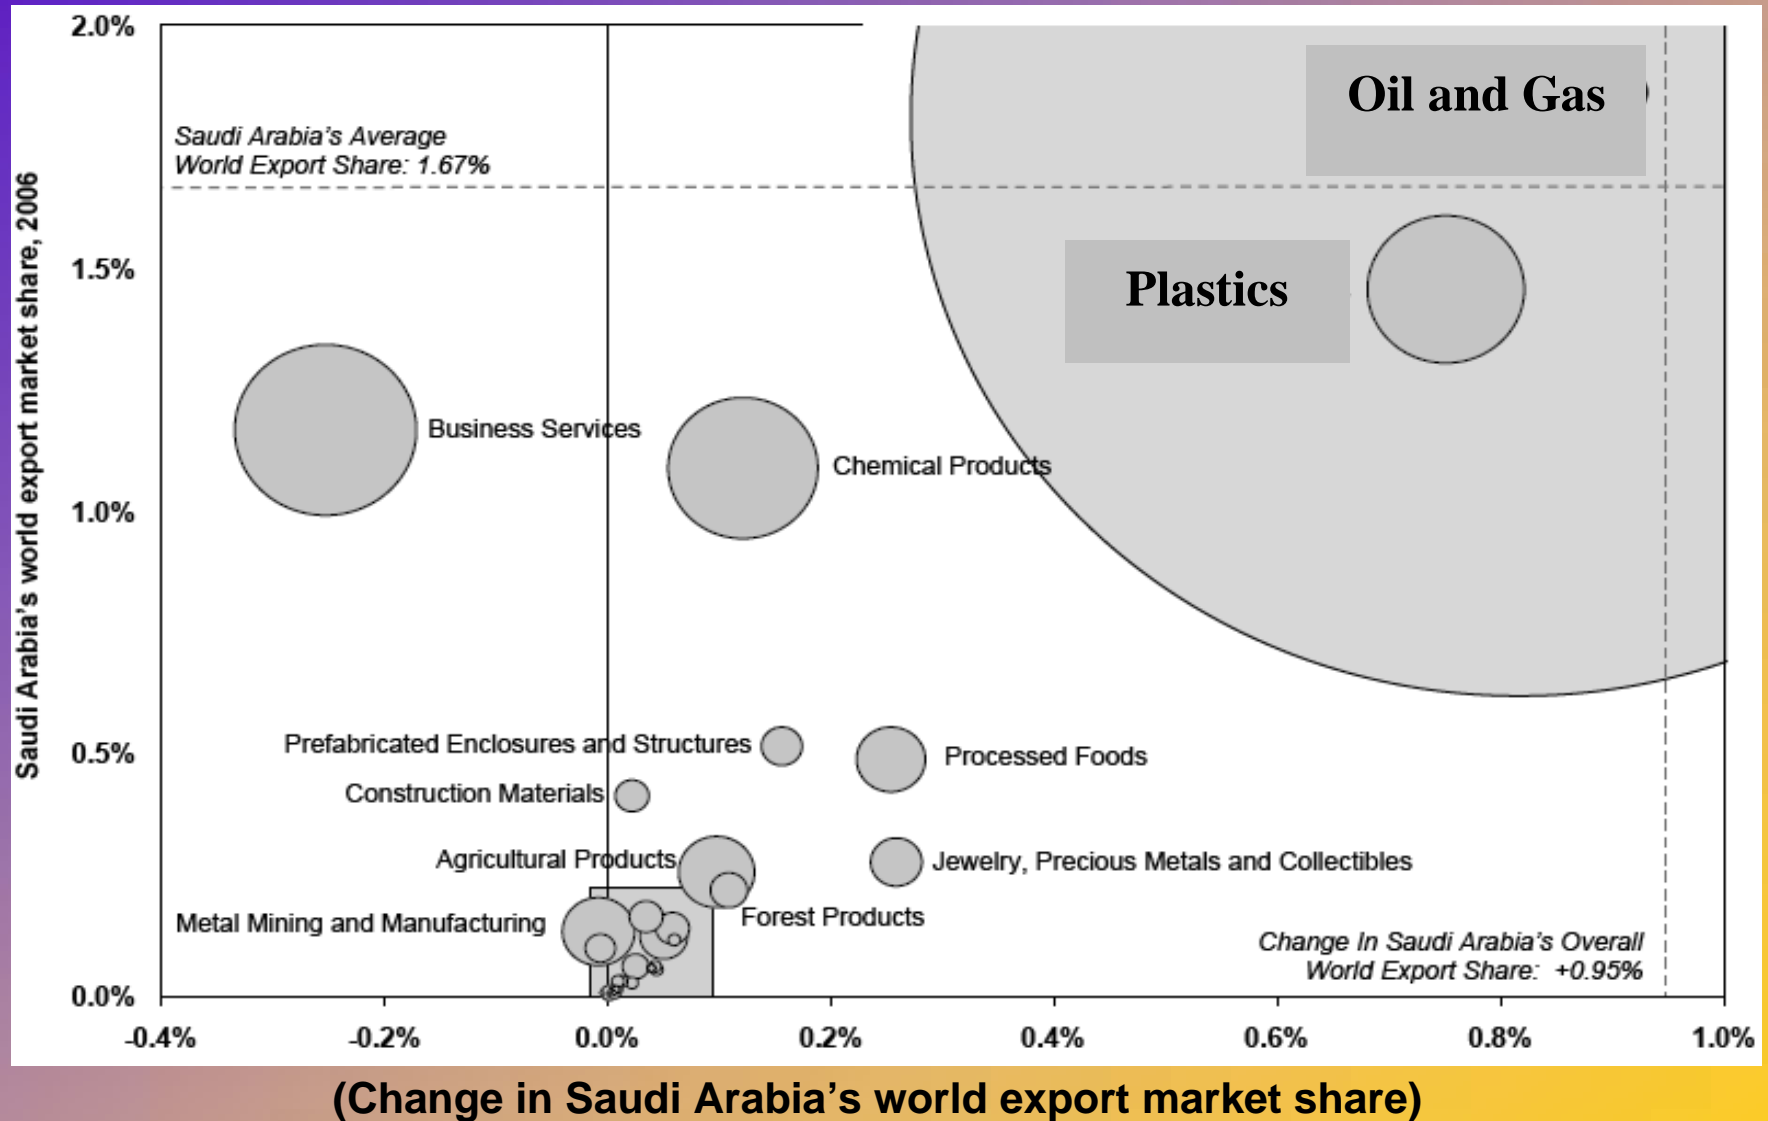 2.0%
Saudi Arabia's Average
World Export Share: 1.67%
Oil and Gas
Saudi Arabia's world export market share, 2006
1.5%
Plastics
Business Services
Chemical Products
1.0%
Prefabricated Enclosures and Structures
0.5%
Processed Foods
Construction Materials
Agricultural Products
Jewelry, Precious Metals and Collectibles
Metal Mining and Manufacturing
Forest Products
Change In Saudi Arabia's Overall
World Export Share: +0.95%
0.0%
-0.4% -0.2% 0.0% 0.2% 0.4% 0.6% 0.8% 1.0%
(Change in Saudi Arabia's world export market share)